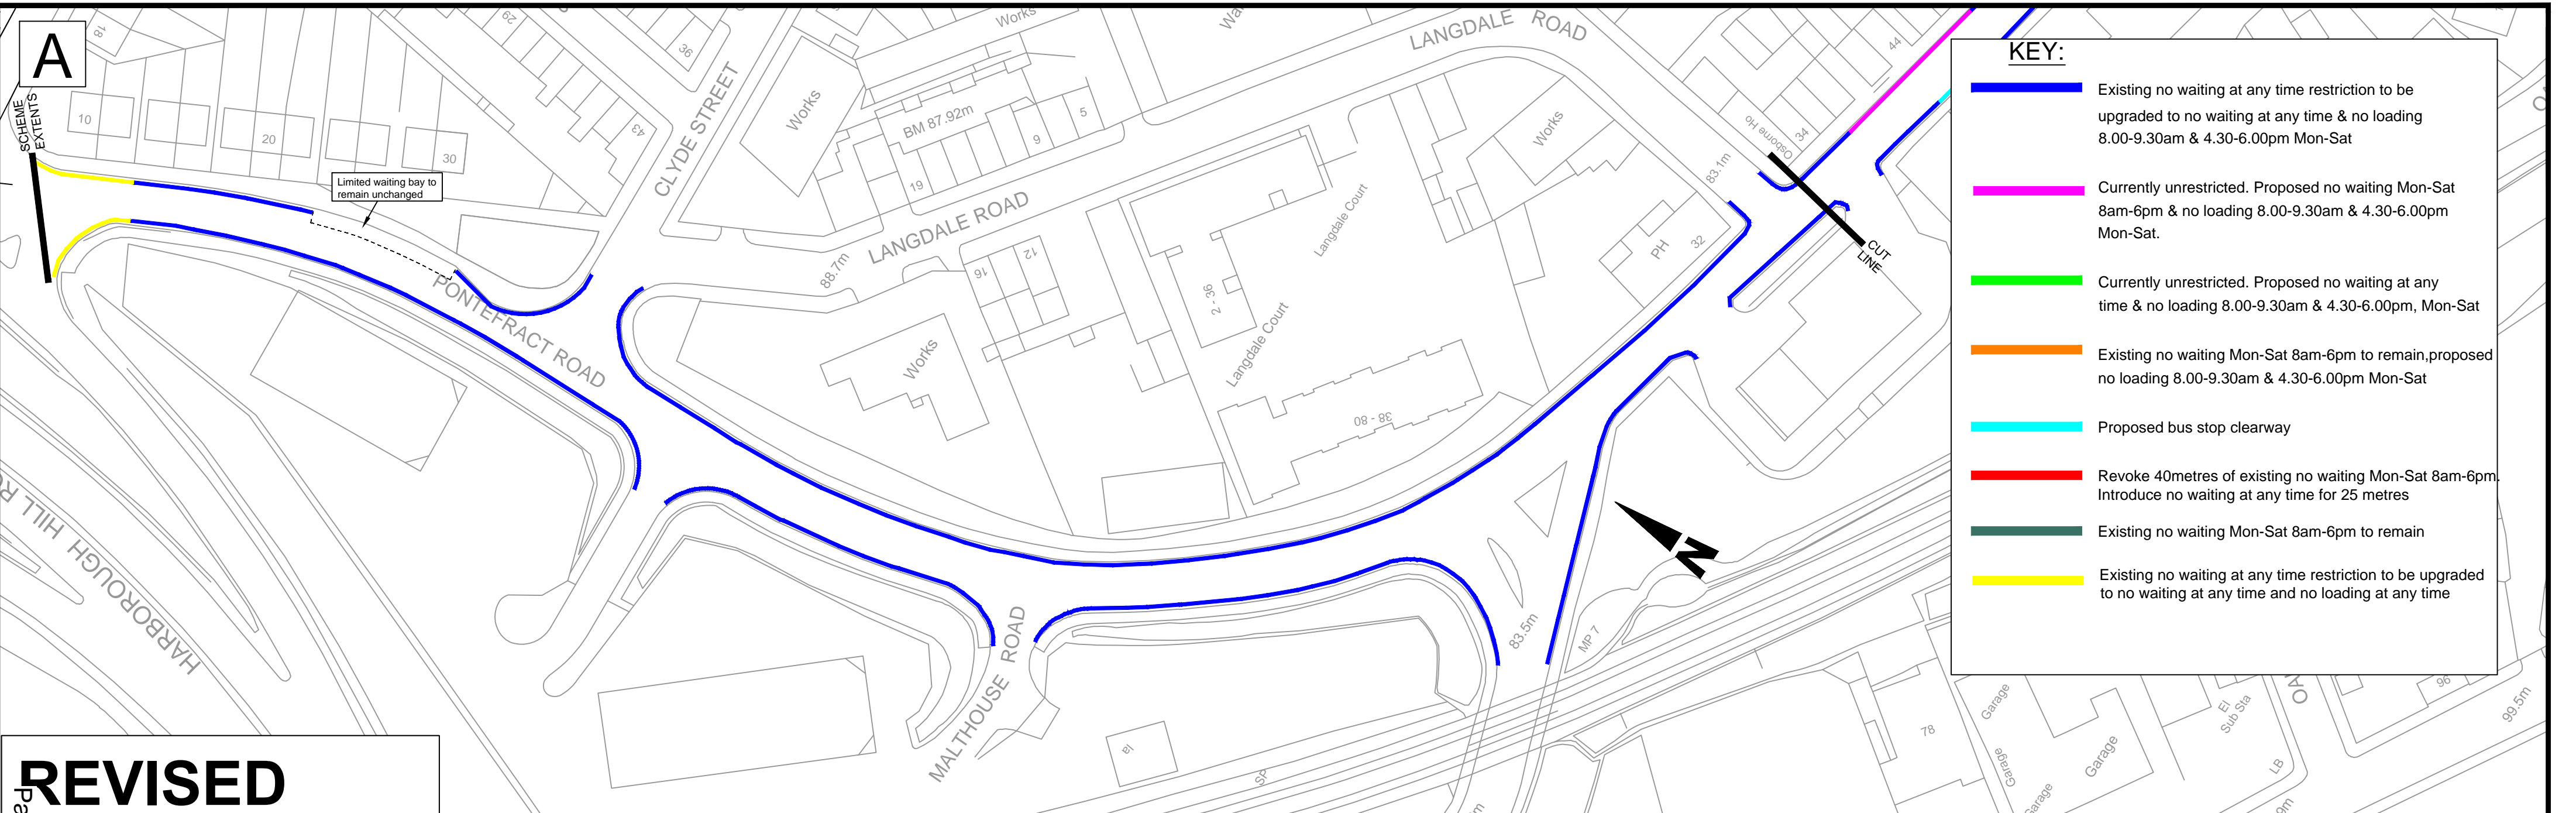 A
SCHEME
EXTENTS
18
10
20
30
29
36
43
CLYDE STREET
Works
Works
BM 87.92m
19
9
5
LANGDALE ROAD
LANGDALE ROAD
Limited waiting bay to
remain unchanged
PONTEFRACT ROAD
88.7m
16
12
Works
2 - 36
Langdale Court
Langdale Court
38 - 80
Works
83.1m
PH
32
Osborne Ho
34
44
CUT
LINE
N
HARBOROUGH HILL
MALTHOUSE ROAD
83.5m
MP 7
SP
78
Garage
Garage
Garage
El
Sub Sta
LB
96
99.5m
REVISED
KEY:
Existing no waiting at any time restriction to be
upgraded to no waiting at any time & no loading
8.00-9.30am & 4.30-6.00pm Mon-Sat
Currently unrestricted. Proposed no waiting Mon-Sat
8am-6pm & no loading 8.00-9.30am & 4.30-6.00pm
Mon-Sat.
Currently unrestricted. Proposed no waiting at any
time & no loading 8.00-9.30am & 4.30-6.00pm, Mon-Sat
Existing no waiting Mon-Sat 8am-6pm to remain,proposed
no loading 8.00-9.30am & 4.30-6.00pm Mon-Sat
Proposed bus stop clearway
Revoke 40metres of existing no waiting Mon-Sat 8am-6pm.
Introduce no waiting at any time for 25 metres
Existing no waiting Mon-Sat 8am-6pm to remain
Existing no waiting at any time restriction to be upgraded
to no waiting at any time and no loading at any time